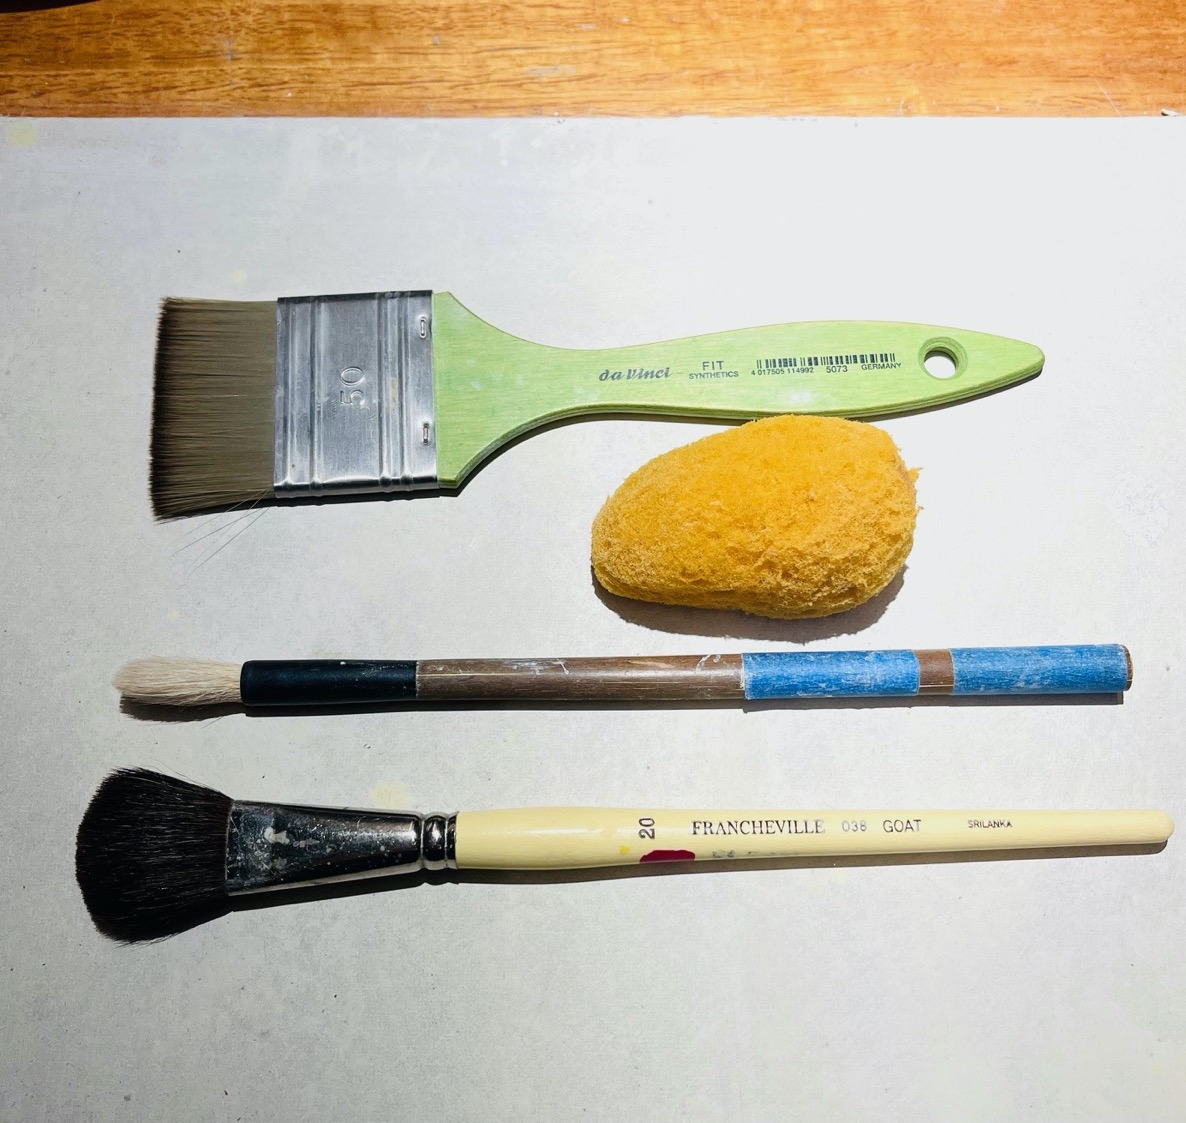 50
da Vinci FIT SYNTHETICS 4 017505 114992 5073 GERMANY
20 FRANCHEVILLE 038 GOAT SRILANKA